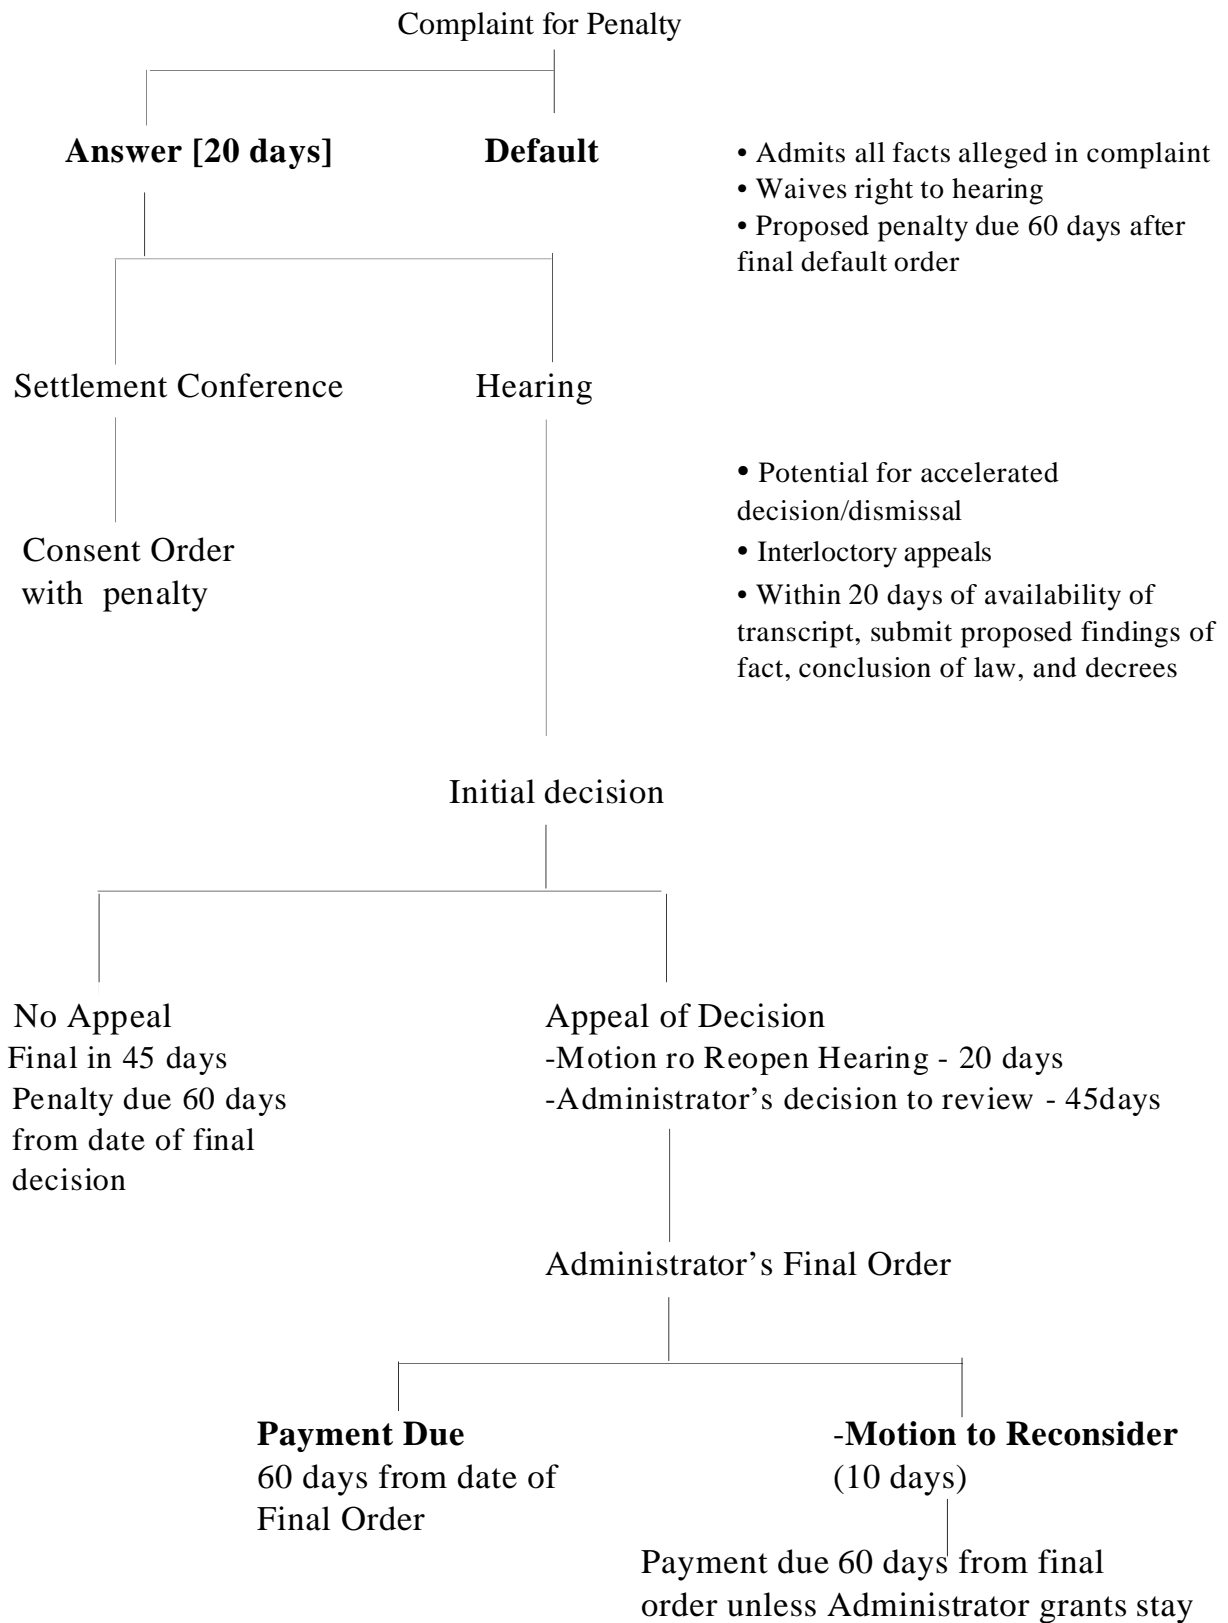 Complaint for Penalty
Answer [20 days]
Default
• Admits all facts alleged in complaint
• Waives right to hearing
• Proposed penalty due 60 days after
final default order
Settlement Conference
Hearing
• Potential for accelerated
decision/dismissal
• Interloctory appeals
• Within 20 days of availability of
transcript, submit proposed findings of
fact, conclusion of law, and decrees
Consent Order
with penalty
Initial decision
No Appeal
Final in 45 days
Penalty due 60 days
from date of final
decision
Appeal of Decision
-Motion ro Reopen Hearing - 20 days
-Administrator’s decision to review - 45days
Administrator’s Final Order
Payment Due
60 days from date of
Final Order
-Motion to Reconsider
(10 days)
Payment due 60 days from final
order unless Administrator grants stay